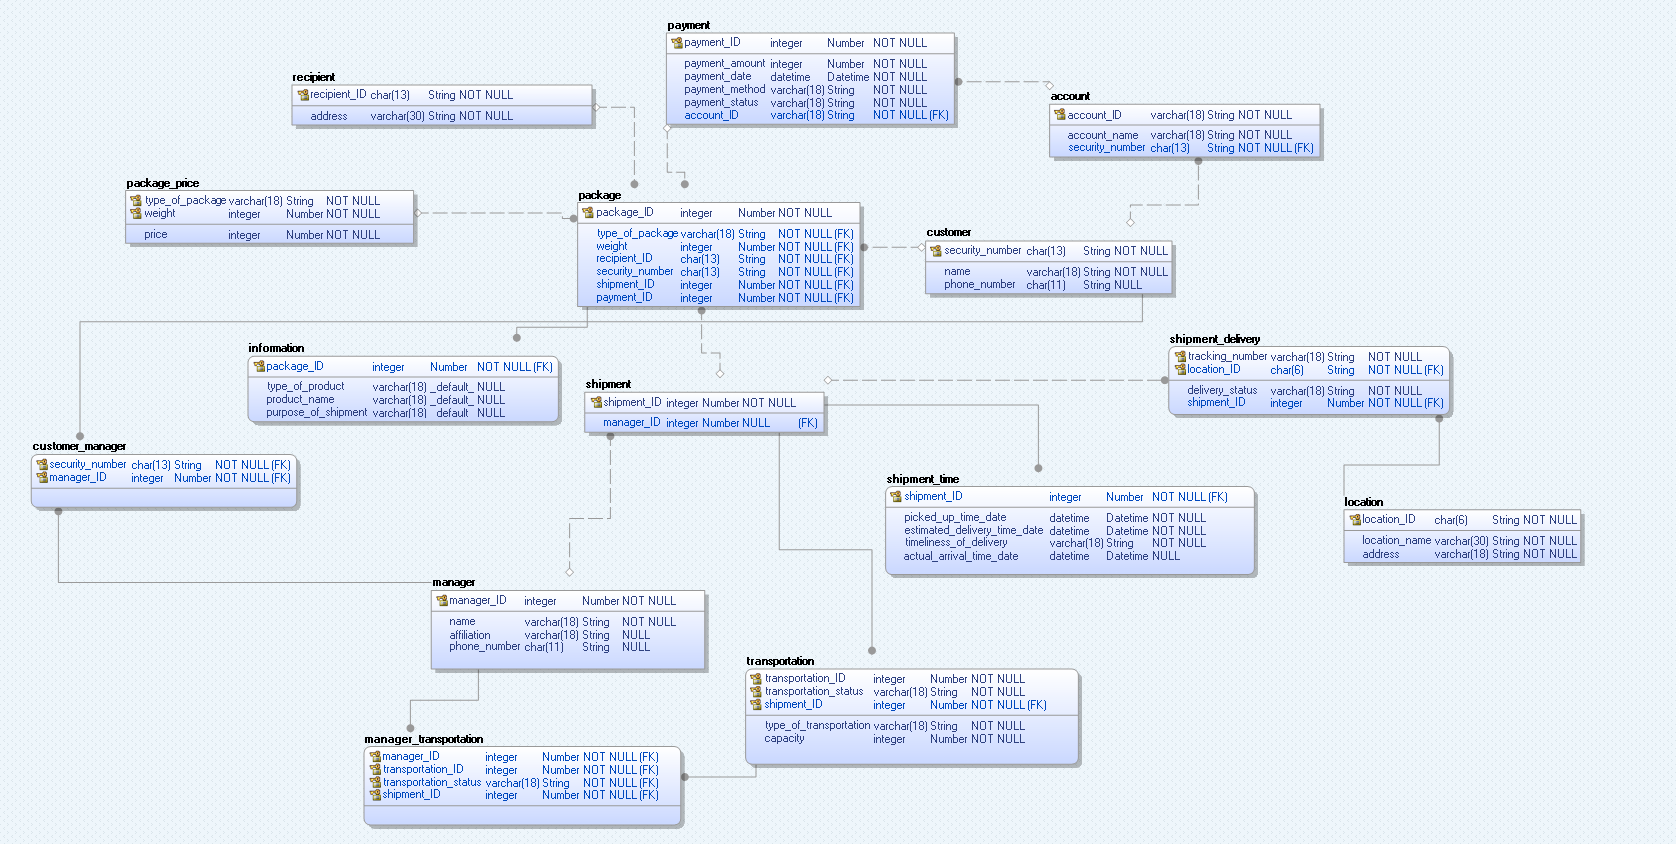 payment
payment_ID integer Number NOT NULL
payment_amount integer Number NOT NULL
payment_date datetime Datetime NOT NULL
payment_method varchar(18) String NOT NULL
payment_status varchar(18) String NOT NULL
account_ID varchar(18) String NOT NULL (FK)
recipient
recipient_ID char(13) String NOT NULL
address varchar(30) String NOT NULL
account
account_ID varchar(18) String NOT NULL
account_name varchar(18) String NOT NULL
security_number char(13) String NOT NULL (FK)
package_price
type_of_package varchar(18) String NOT NULL
weight integer Number NOT NULL
price integer Number NOT NULL
package
package_ID integer Number NOT NULL
type_of_package varchar(18) String NOT NULL (FK)
weight integer Number NOT NULL (FK)
recipient_ID char(13) String NOT NULL (FK)
security_number char(13) String NOT NULL (FK)
shipment_ID integer Number NOT NULL (FK)
payment_ID integer Number NOT NULL (FK)
customer
security_number char(13) String NOT NULL
name varchar(18) String NOT NULL
phone_number char(11) String NULL
information
package_ID integer Number NOT NULL (FK)
type_of_product varchar(18) _default_ NULL
product_name varchar(18) _default_ NULL
purpose_of_shipment varchar(18) _default_ NULL
shipment_delivery
tracking_number varchar(18) String NOT NULL
location_ID char(6) String NOT NULL (FK)
delivery_status varchar(18) String NOT NULL
shipment_ID integer Number NOT NULL (FK)
shipment
shipment_ID integer Number NOT NULL
manager_ID integer Number NULL (FK)
customer_manager
security_number char(13) String NOT NULL (FK)
manager_ID integer Number NOT NULL (FK)
shipment_time
shipment_ID integer Number NOT NULL (FK)
picked_up_time_date datetime Datetime NOT NULL
estimated_delivery_time_date datetime Datetime NOT NULL
timeliness_of_delivery varchar(18) String NOT NULL
actual_arrival_time_date datetime Datetime NULL
location
location_ID char(6) String NOT NULL
location_name varchar(30) String NOT NULL
address varchar(18) String NOT NULL
manager
manager_ID integer Number NOT NULL
name varchar(18) String NOT NULL
affiliation varchar(18) String NULL
phone_number char(11) String NULL
transportation
transportation_ID integer Number NOT NULL
transportation_status varchar(18) String NOT NULL
shipment_ID integer Number NOT NULL (FK)
type_of_transportation varchar(18) String NOT NULL
capacity integer Number NOT NULL
manager_transportation
manager_ID integer Number NOT NULL (FK)
transportation_ID integer Number NOT NULL (FK)
transportation_status varchar(18) String NOT NULL (FK)
shipment_ID integer Number NOT NULL (FK)